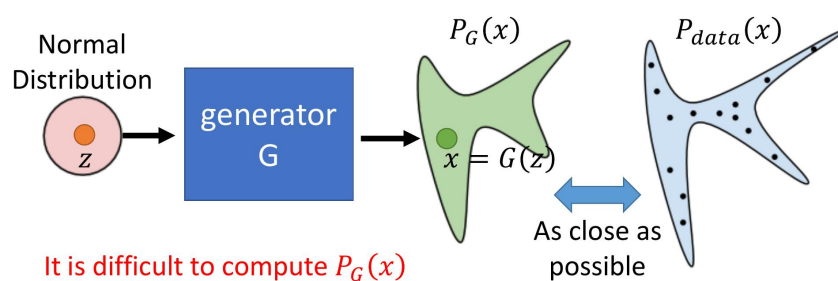 Normal
Distribution
z
generator
G
P_G(x)
x = G(z)
P_data(x)
As close as
possible
It is difficult to compute P_G(x)